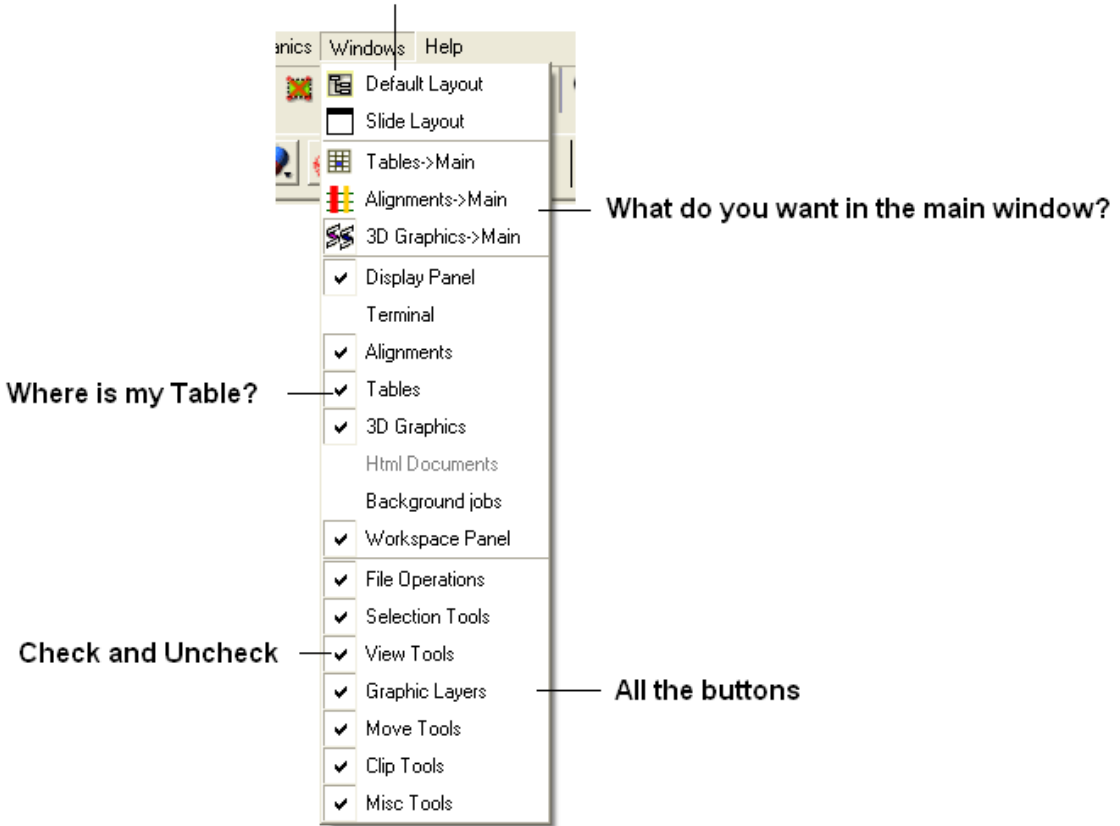 anics Windows Help
Default Layout
Slide Layout
Tables->Main
Alignments->Main
What do you want in the main window?
3D Graphics->Main
Display Panel
Terminal
Alignments
Where is my Table?
Tables
3D Graphics
Html Documents
Background jobs
Workspace Panel
File Operations
Selection Tools
Check and Uncheck
View Tools
Graphic Layers
All the buttons
Move Tools
Clip Tools
Misc Tools